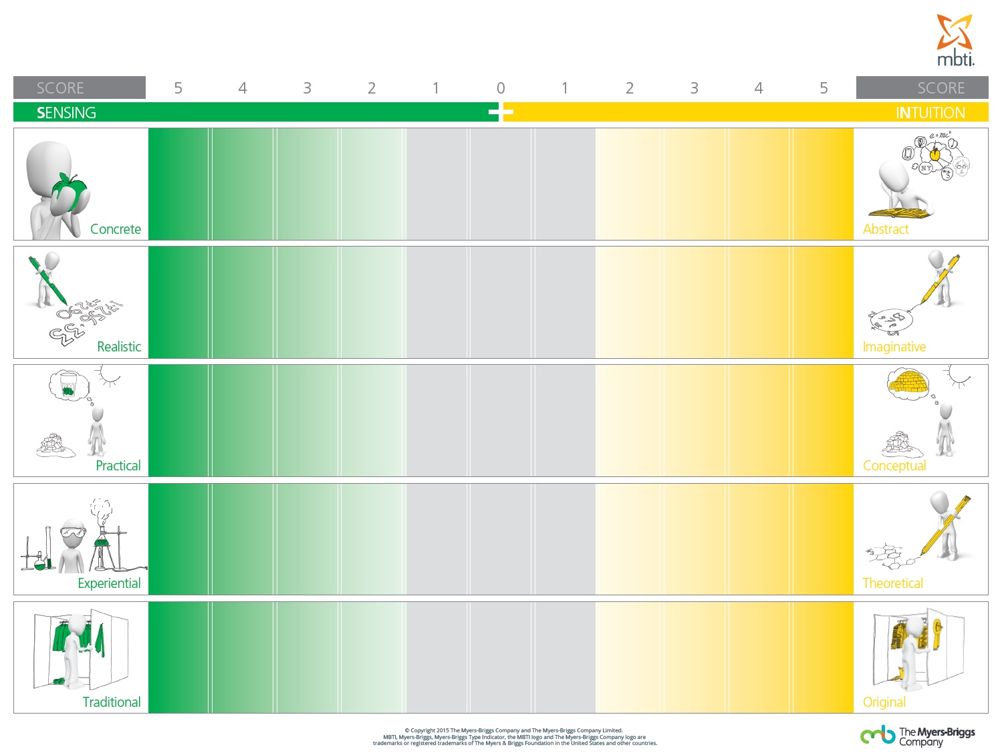 mbti.
SCORE 5 4 3 2 1 0 1 2 3 4 5 SCORE
SENSING INTUITION
e=mc²
NY
Concrete Abstract
Realistic Imaginative
Practical Conceptual
Experiential Theoretical
Traditional Original
© Copyright 2015 The Myers-Briggs Company and The Myers-Briggs Company Limited.
MBTI, Myers-Briggs, Myers-Briggs Type Indicator, the MBTI logo and The Myers-Briggs Company logo are
trademarks or registered trademarks of The Myers & Briggs Foundation in the United States and other countries.
The Myers-Briggs
Company